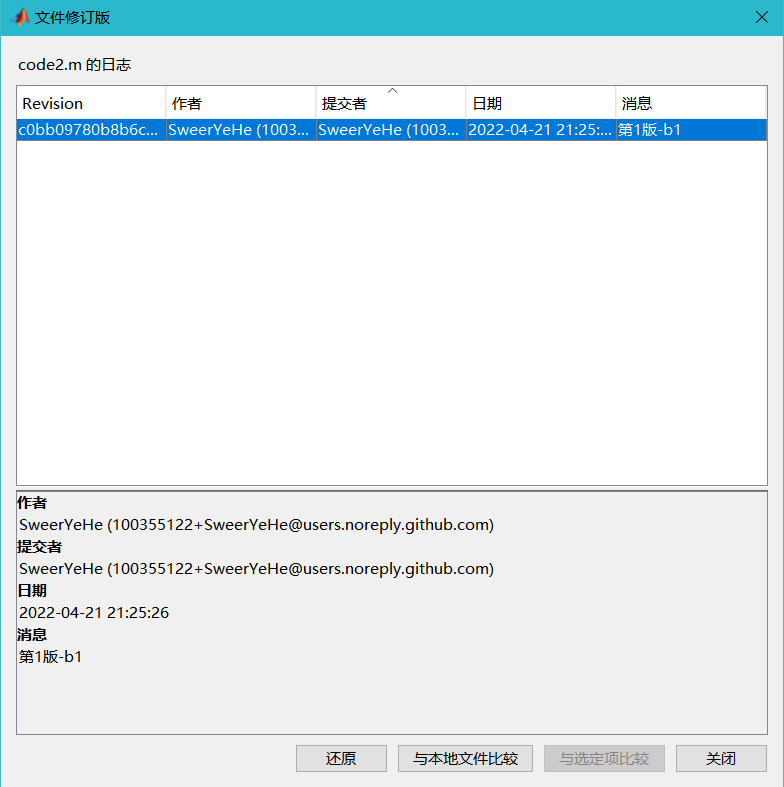 文件修订版
code2.m 的日志
Revision 作者 提交者 日期 消息
c0bb09780b8b6c... SweerYeHe (1003... SweerYeHe (1003... 2022-04-21 21:25:... 第1版-b1
作者
SweerYeHe (100355122+SweerYeHe@users.noreply.github.com)
提交者
SweerYeHe (100355122+SweerYeHe@users.noreply.github.com)
日期
2022-04-21 21:25:26
消息
第1版-b1
还原 与本地文件比较 与选定项比较 关闭